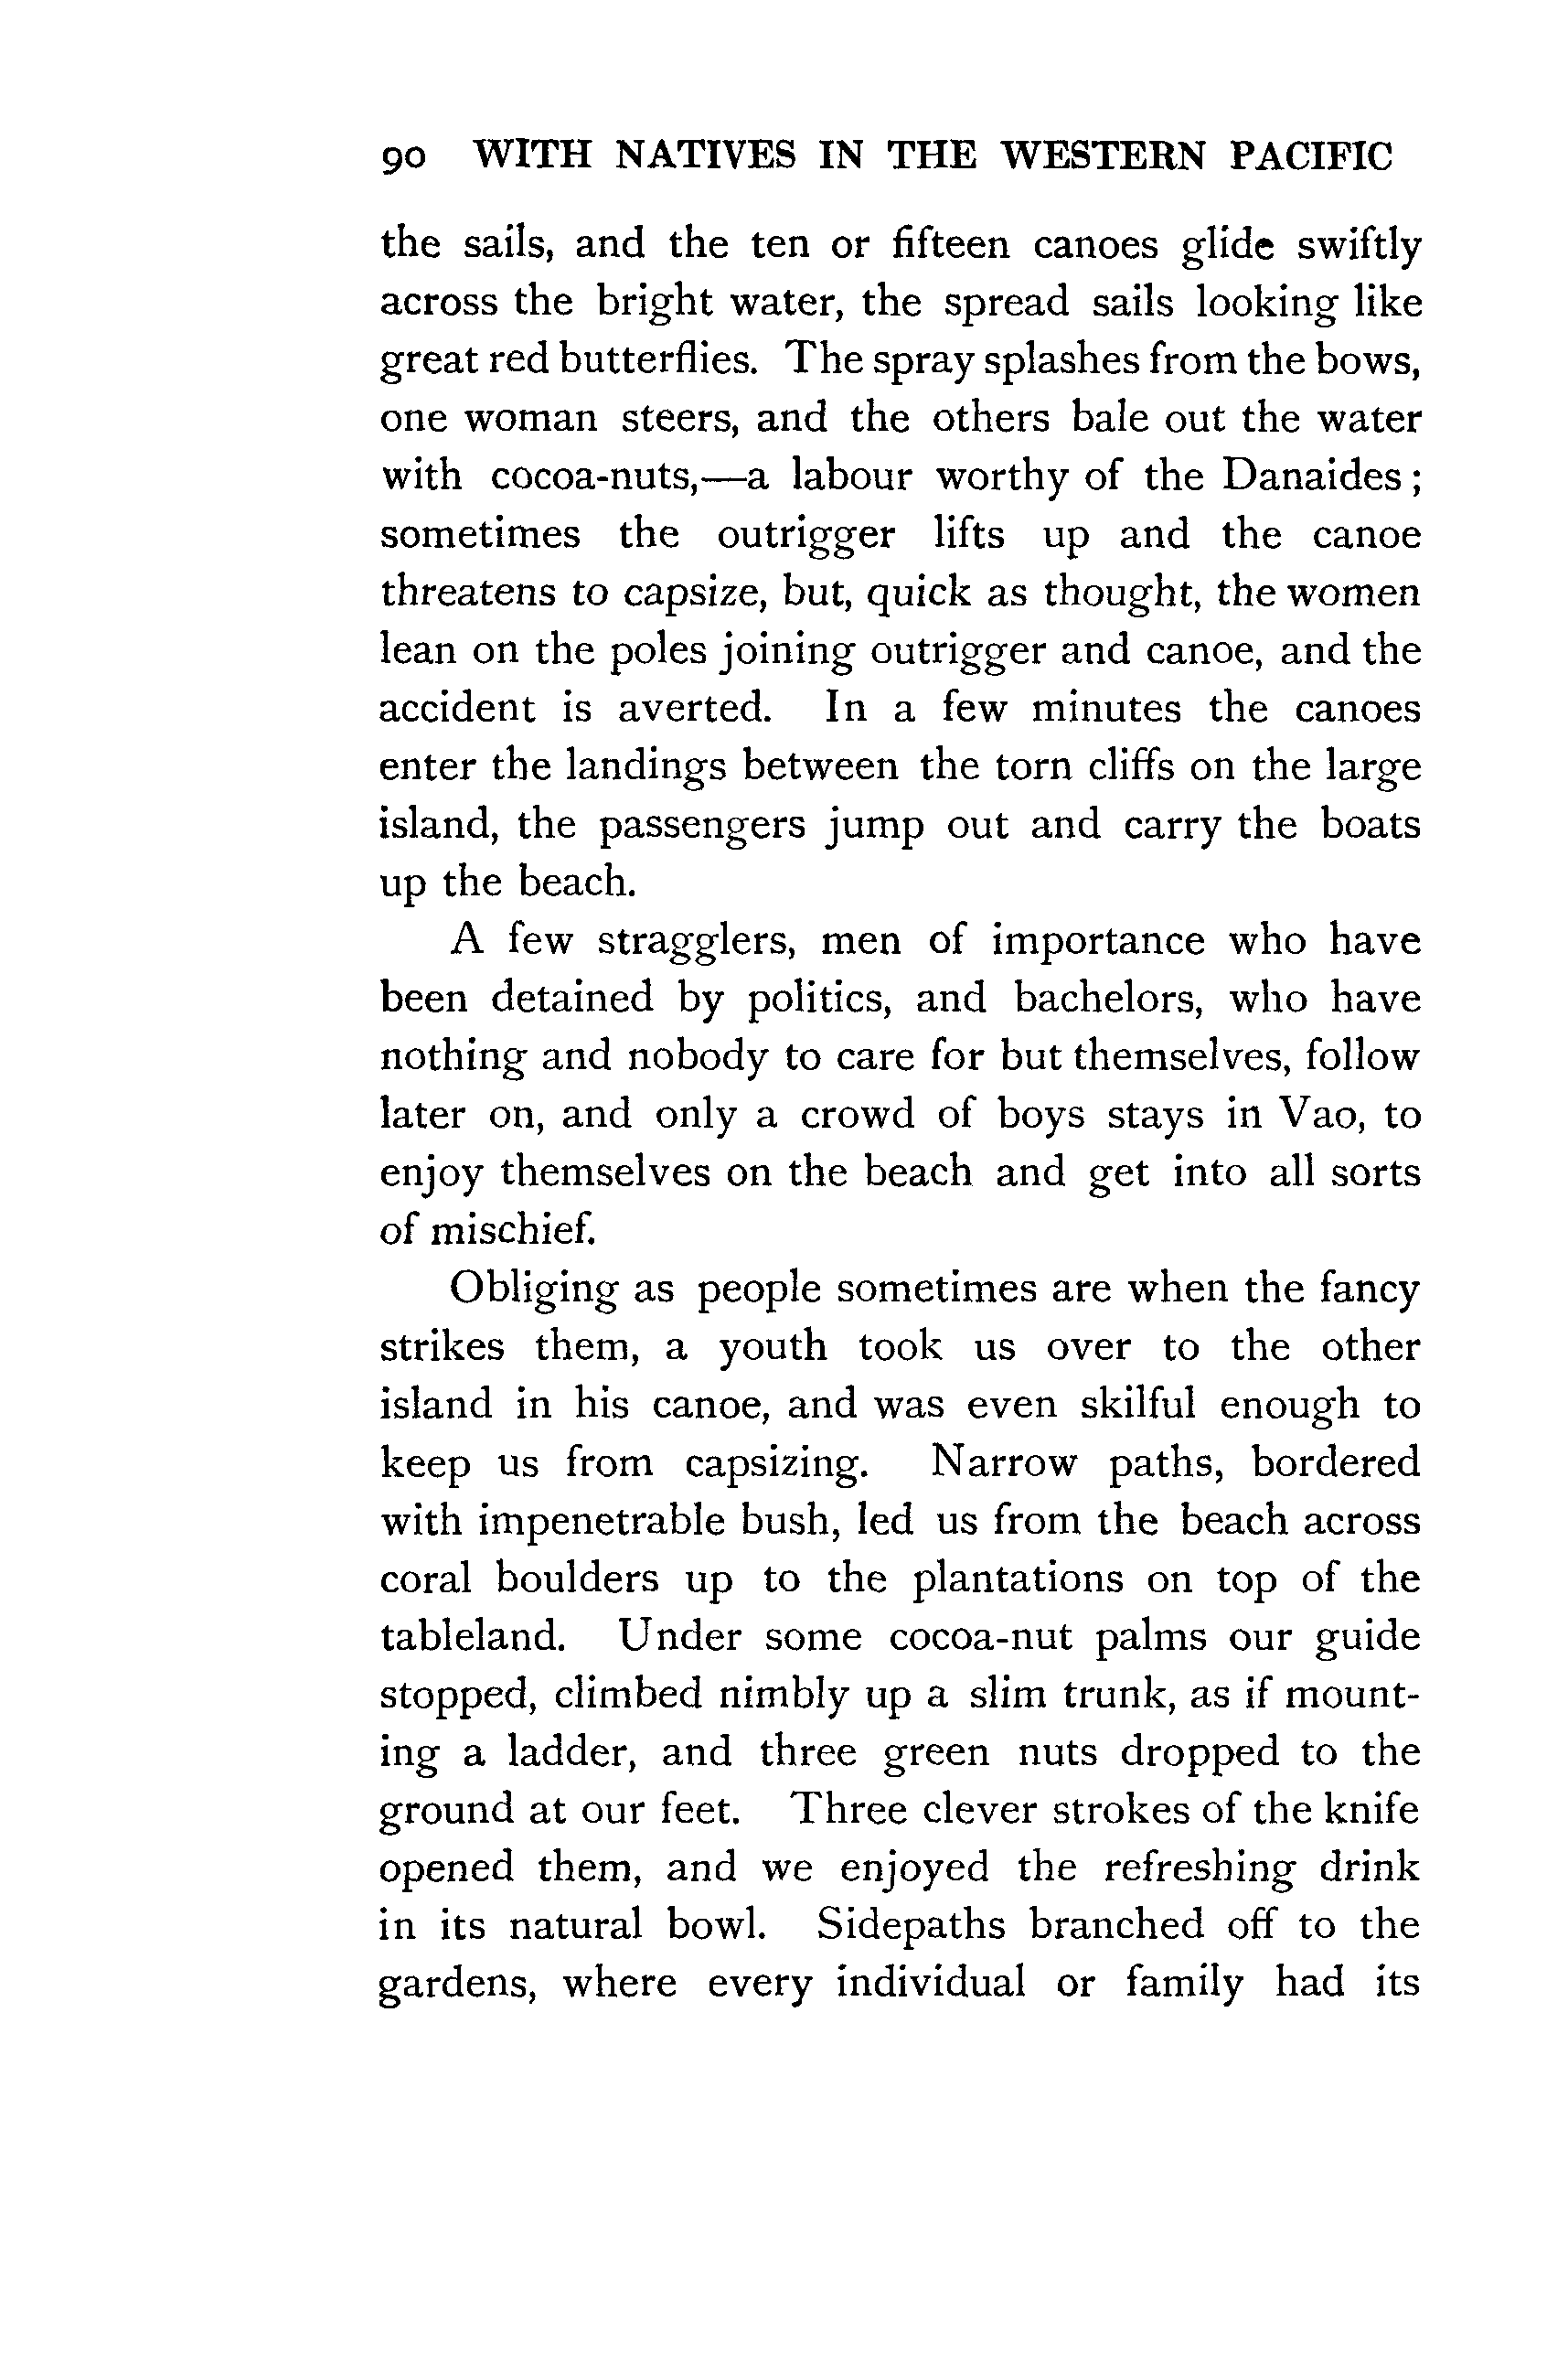 90 WITH NATIVES IN THE WESTERN PACIFIC
the sails, and the ten or fifteen canoes glide swiftly
across the bright water, the spread sails looking like
great red butterflies. The spray splashes from the bows,
one woman steers, and the others bale out the water
with cocoa-nuts,—a labour worthy of the Danaides;
sometimes the outrigger lifts up and the canoe
threatens to capsize, but, quick as thought, the women
lean on the poles joining outrigger and canoe, and the
accident is averted. In a few minutes the canoes
enter the landings between the torn cliffs on the large
island, the passengers jump out and carry the boats
up the beach.
A few stragglers, men of importance who have
been detained by politics, and bachelors, who have
nothing and nobody to care for but themselves, follow
later on, and only a crowd of boys stays in Vao, to
enjoy themselves on the beach and get into all sorts
of mischief.
Obliging as people sometimes are when the fancy
strikes them, a youth took us over to the other
island in his canoe, and was even skilful enough to
keep us from capsizing. Narrow paths, bordered
with impenetrable bush, led us from the beach across
coral boulders up to the plantations on top of the
tableland. Under some cocoa-nut palms our guide
stopped, climbed nimbly up a slim trunk, as if mount-
ing a ladder, and three green nuts dropped to the
ground at our feet. Three clever strokes of the knife
opened them, and we enjoyed the refreshing drink
in its natural bowl. Sidepaths branched off to the
gardens, where every individual or family had its